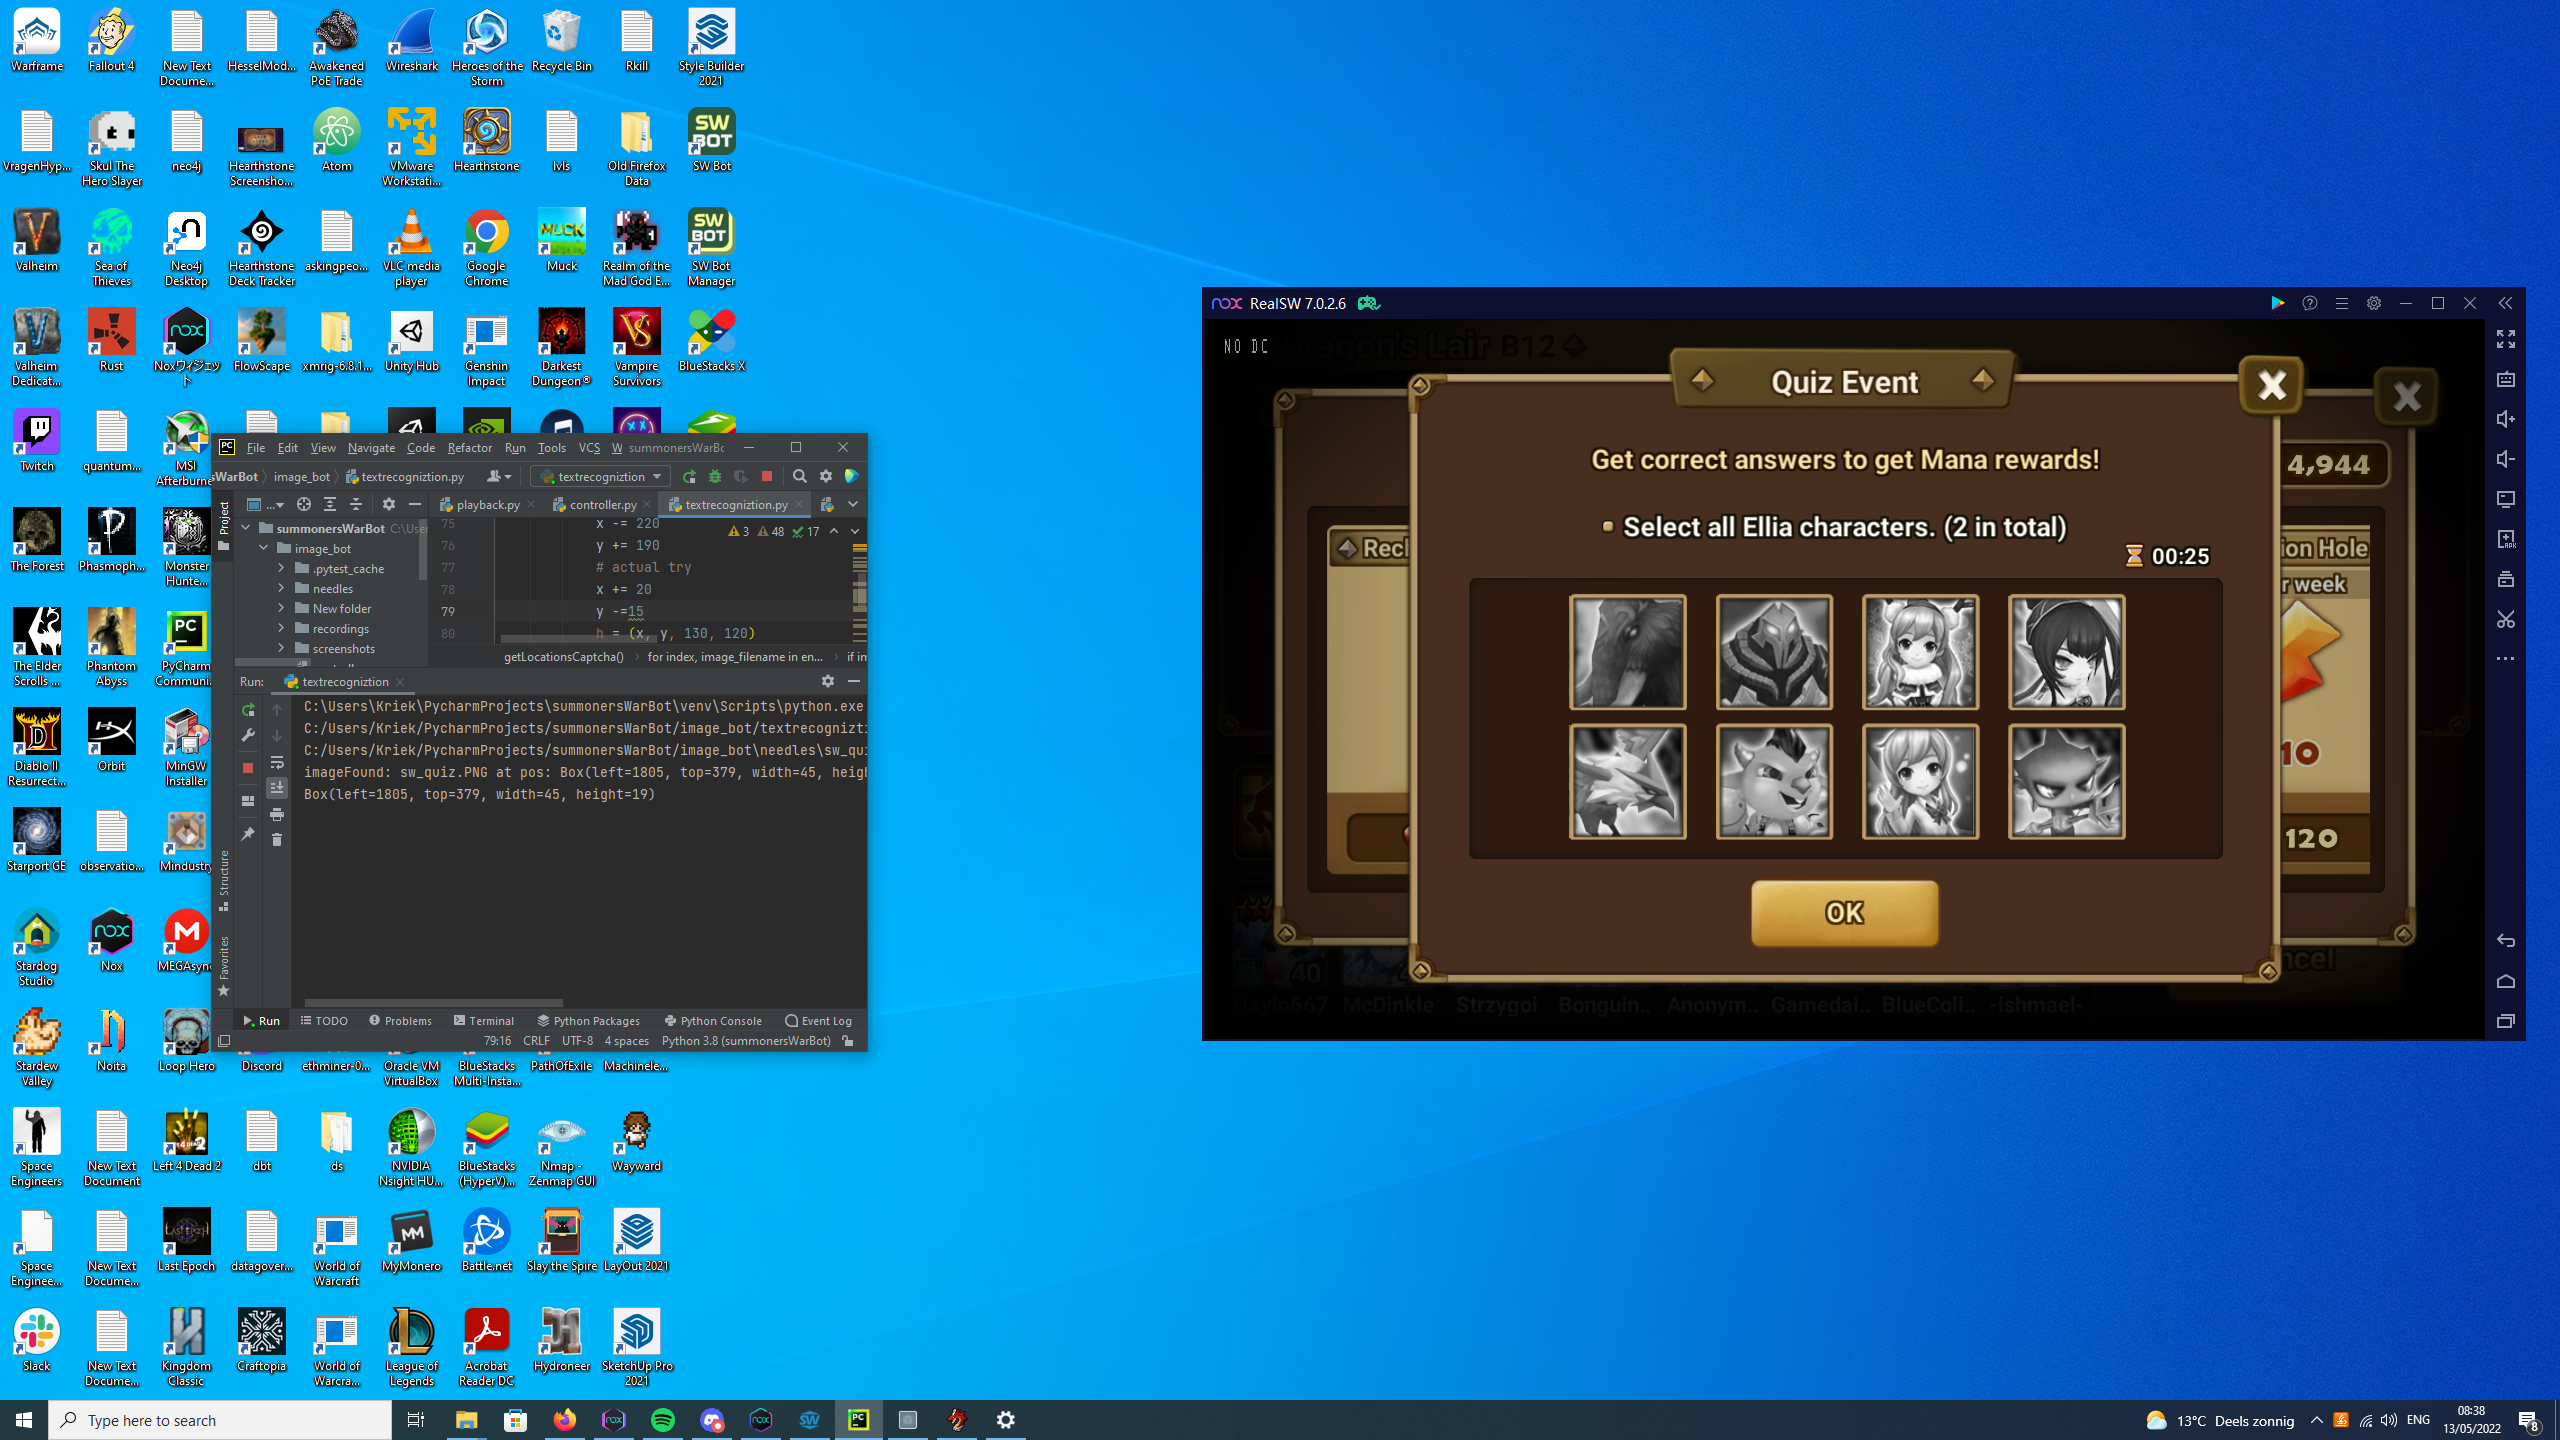 Warframe
Fallout 4
New Text
Docume...
HesselMod...
Awakened
PoE Trade
Wireshark
Heroes of the
Storm
Recycle Bin
Rkill
Style Builder
2021
VragenHyp...
Skul The
Hero Slayer
neo4j
Hearthstone
Screensho...
Atom
VMware
Workstati...
Hearthstone
lvls
Old Firefox
Data
SW
BOT
SW Bot
Valheim
Sea of
Thieves
Neo4j
Desktop
Hearthstone
Deck Tracker
askingpeo...
VLC media
player
Google
Chrome
MUCK
Muck
Realm of the
Mad God E...
SW
BOT
SW Bot
Manager
Valheim
Dedicat...
Rust
nox
Noxウィジェッ
ト
FlowScape
xmrig-6.8.1...
Unity Hub
Genshin
Impact
Darkest
Dungeon®
Vampire
Survivors
BlueStacks X
Twitch
quantum...
MSI
Afterburne
The Forest
Phasmoph...
Monster
Hunte...
The Elder
Scrolls ...
Phantom
Abyss
PyCharm
Communi...
Diablo II
Resurrect...
Orbit
MinGW
Installer
Starport GE
observatio...
Mindustry
Stardog
Studio
nox
Nox
MEGAsync
Stardew
Valley
Noita
Loop Hero
Discord
ethminer-0...
Oracle VM
VirtualBox
BlueStacks
Multi-Insta...
PathOfExile
Machinele...
Space
Engineers
New Text
Document
Left 4 Dead 2
dbt
ds
NVIDIA
Nsight HU...
BlueStacks
(HyperV)...
Nmap -
Zenmap GUI
Wayward
Space
Enginee...
New Text
Docume...
Last Epoch
datagover...
World of
Warcraft
MyMonero
Battle.net
Slay the Spire
LayOut 2021
Slack
New Text
Docume...
Kingdom
Classic
Craftopia
World of
Warcra...
League of
Legends
Acrobat
Reader DC
Hydroneer
SketchUp Pro
2021
PC File Edit View Navigate Code Refactor Run Tools VCS W summonersWarBo
sWarBot image_bot textrecogniztion.py textrecogniztion
Project
... playback.py controller.py textrecogniztion.py
summonersWarBot C:\User
image_bot
.pytest_cache
needles
New folder
recordings
screenshots
3 48 17
75 x -= 220
76 y += 190
77 # actual try
78 x += 20
79 y -=15
80 h = (x, y, 130, 120)
getLocationsCaptcha() for index, image_filename in en... if im
Run: textrecogniztion
C:\Users\Kriek\PycharmProjects\summonersWarBot\venv\Scripts\python.exe
C:/Users/Kriek/PycharmProjects/summonersWarBot/image_bot/textrecognizti
C:/Users/Kriek/PycharmProjects/summonersWarBot/image_bot\needles\sw_qui
imageFound: sw_quiz.PNG at pos: Box(left=1805, top=379, width=45, heigh
Box(left=1805, top=379, width=45, height=19)
Structure
Favorites
Run TODO Problems Terminal Python Packages Python Console Event Log
79:16 CRLF UTF-8 4 spaces Python 3.8 (summonersWarBot)
nox RealSW 7.0.2.6
NO DC
Dragon's Lair B12
Quiz Event
Get correct answers to get Mana rewards!
Select all Ellia characters. (2 in total)
00:25
OK
4,944
Recl
ion Hole
r week
10
120
40
ncel
Haylo667 McDinkle Strzygoi Bonguin.. Anonym.. Gamedai.. BlueColi.. -ishmael-
Type here to search
13°C Deels zonnig
ENG
08:38
13/05/2022
8